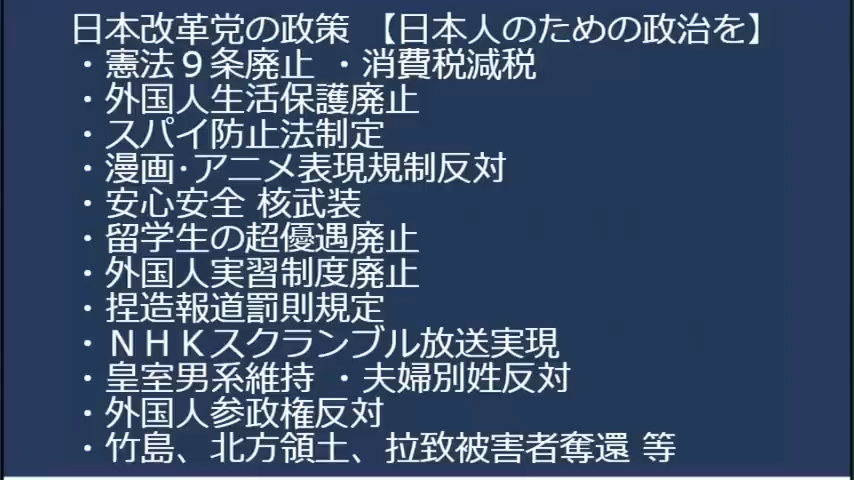 日本改革党の政策 【日本人のための政治を】
・憲法９条廃止 ・消費税減税
・外国人生活保護廃止
・スパイ防止法制定
・漫画･アニメ表現規制反対
・安心安全 核武装
・留学生の超優遇廃止
・外国人実習制度廃止
・捏造報道罰則規定
・ＮＨＫスクランブル放送実現
・皇室男系維持 ・夫婦別姓反対
・外国人参政権反対
・竹島、北方領土、拉致被害者奪還 等